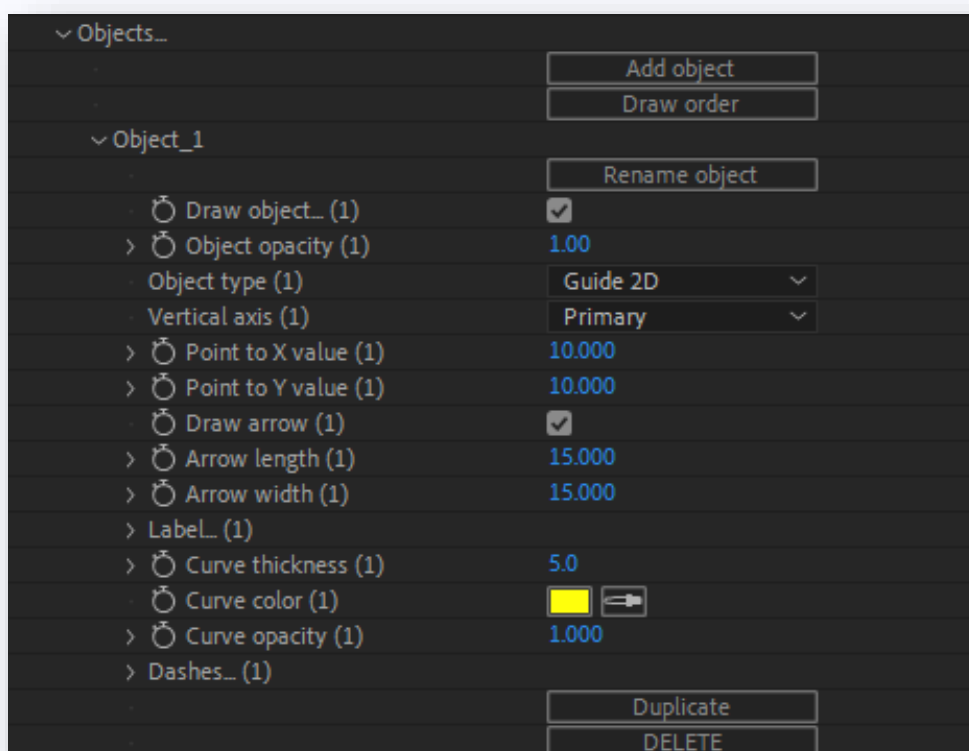 Objects...
Add object
Draw order
Object_1
Rename object
Draw object... (1)
Object opacity (1) 1.00
Object type (1) Guide 2D
Vertical axis (1) Primary
Point to X value (1) 10.000
Point to Y value (1) 10.000
Draw arrow (1)
Arrow length (1) 15.000
Arrow width (1) 15.000
Label... (1)
Curve thickness (1) 5.0
Curve color (1)
Curve opacity (1) 1.000
Dashes... (1)
Duplicate
DELETE